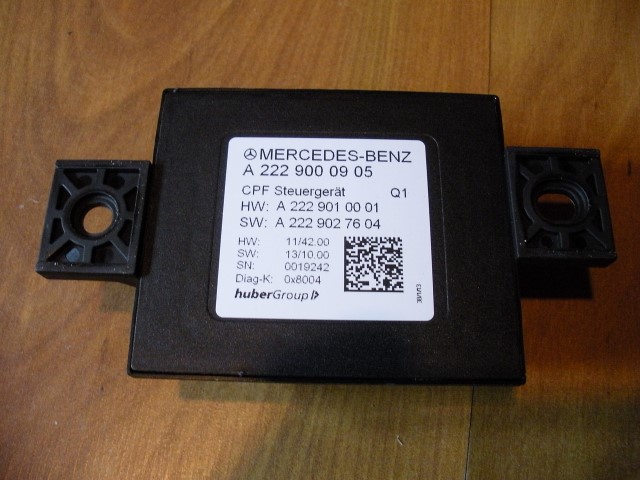 MERCEDES-BENZ
A 222 900 09 05
CPF Steuergerät Q1
HW: A 222 901 00 01
SW: A 222 902 76 04
HW: 11/42.00
SW: 13/10.00
SN: 0019242
Diag-K: 0x8004
huberGroup